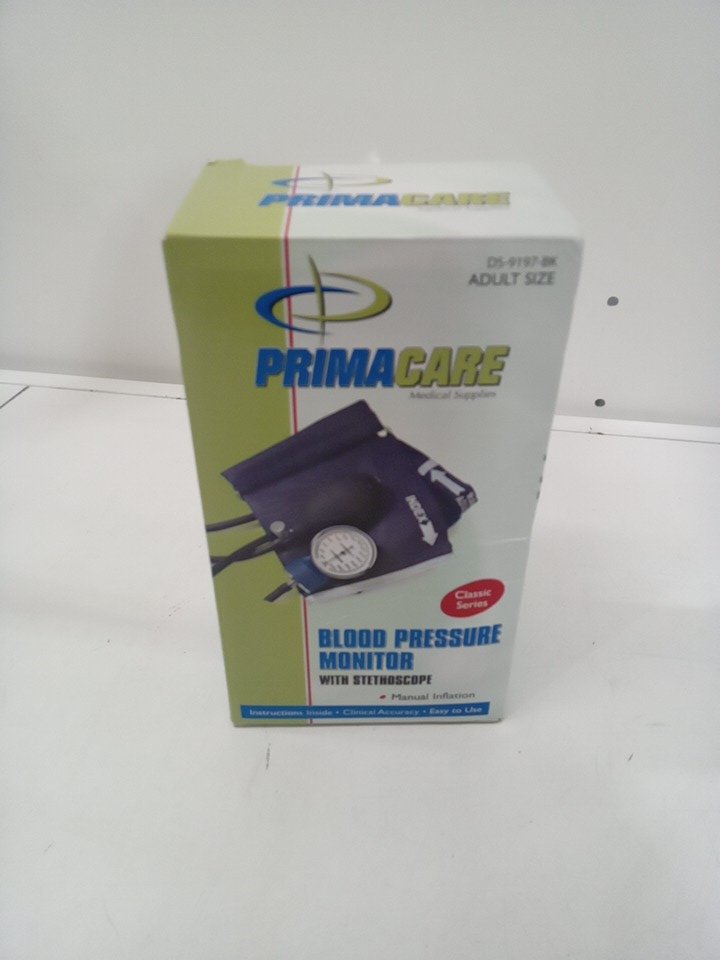 PRIMACARE
DS-9197-BK
ADULT SIZE
PRIMACARE
Medical Supplies
INDEX
Classic
Series
BLOOD PRESSURE
MONITOR
WITH STETHOSCOPE
• Manual Inflation
Instructions Inside • Clinical Accuracy • Easy to Use